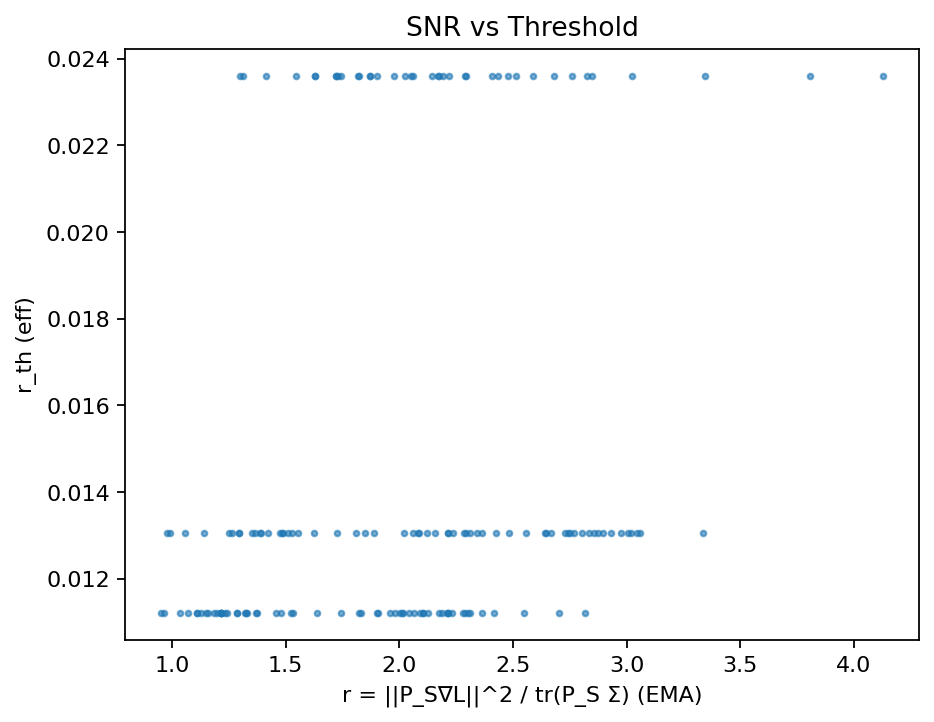 SNR vs Threshold
0.024
0.022
0.020
0.018
0.016
0.014
0.012
r_th (eff)
1.0 1.5 2.0 2.5 3.0 3.5 4.0
r = ||P_S∇L||^2 / tr(P_S Σ) (EMA)